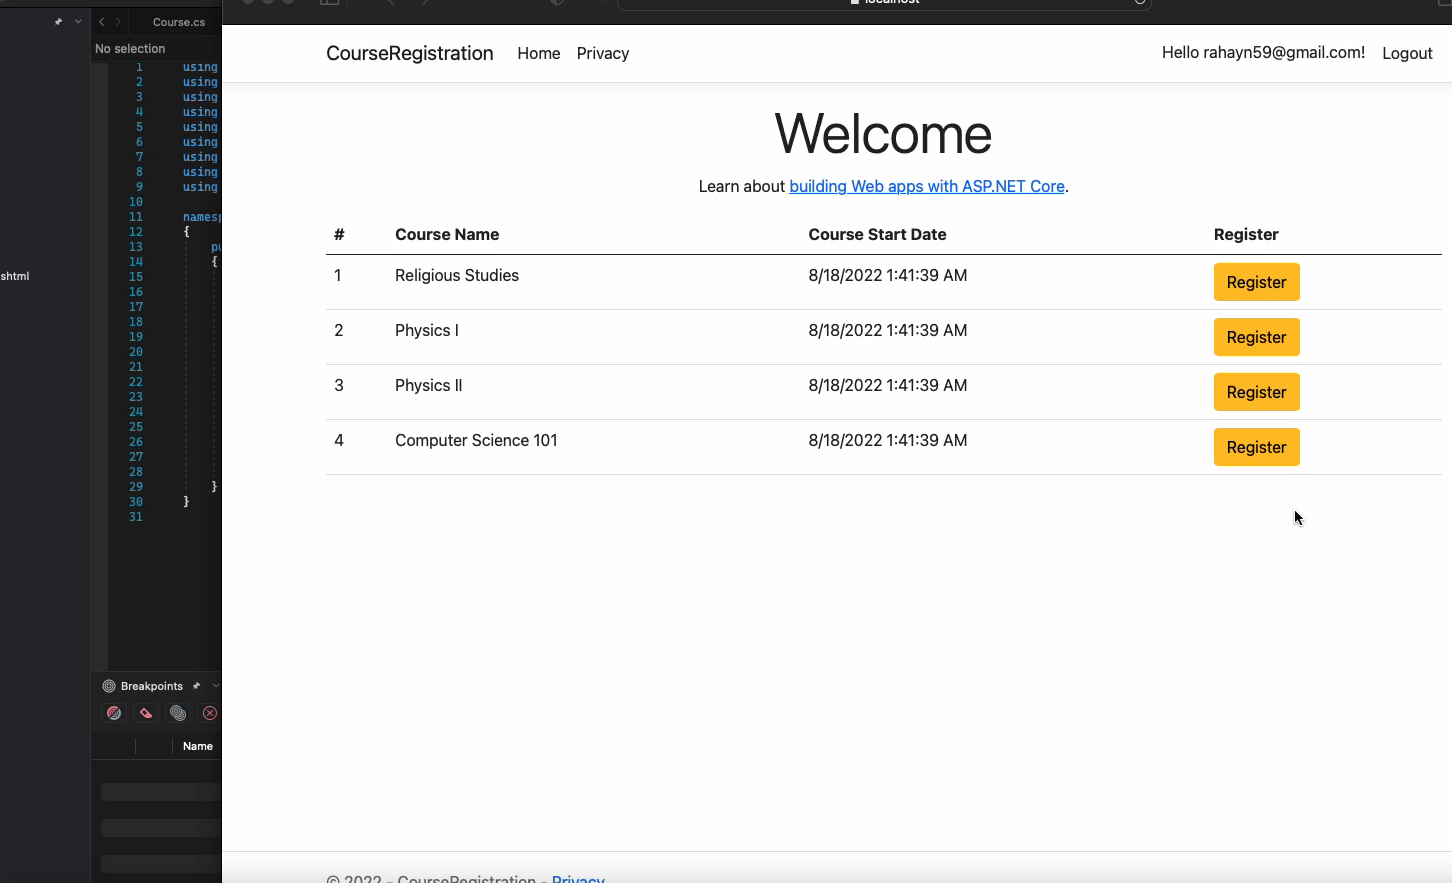 Course.cs
No selection
1 using
2 using
3 using
4 using
5 using
6 using
7 using
8 using
9 using
10
11
12 {
13
14 {
15
16
17
18
19
20
21
22
23
24
25
26
27
28
29 }
30 }
31
shtml
Breakpoints
Name
localhost
CourseRegistration Home Privacy Hello rahayn59@gmail.com! Logout
Welcome
Learn about building Web apps with ASP.NET Core.
# Course Name Course Start Date Register
1 Religious Studies 8/18/2022 1:41:39 AM Register
2 Physics I 8/18/2022 1:41:39 AM Register
3 Physics II 8/18/2022 1:41:39 AM Register
4 Computer Science 101 8/18/2022 1:41:39 AM Register
© 2022 - CourseRegistration - Privacy